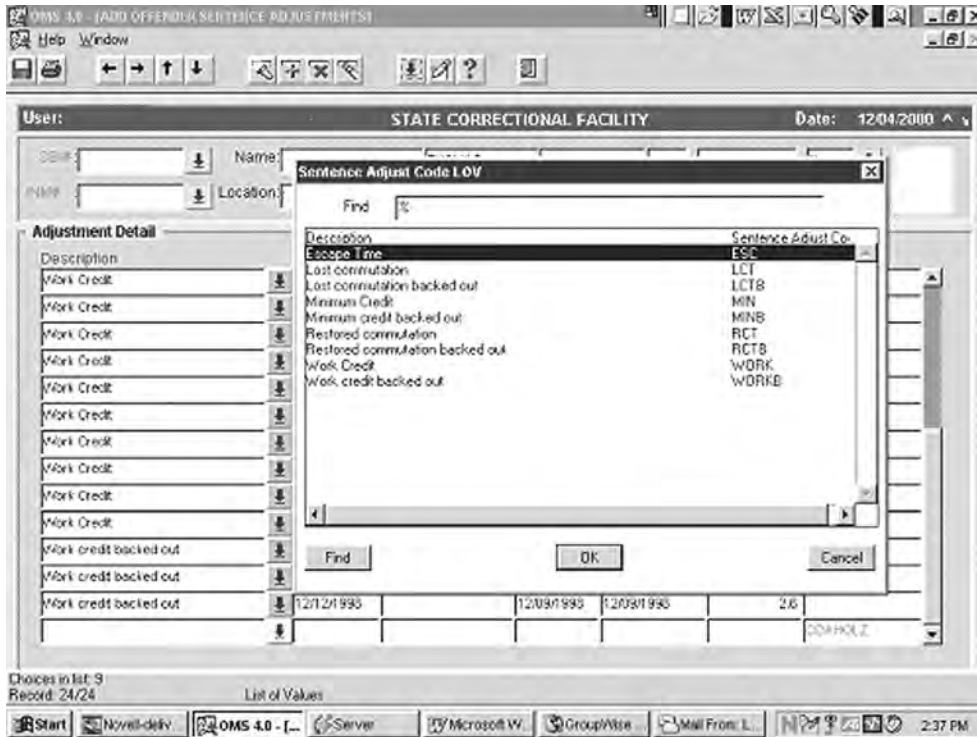 OMS 4.0 - [ADD OFFENDER SENTENCE ADJUSTMENTS]
Help Window
User: STATE CORRECTIONAL FACILITY Date: 12/04/2000
Name:
Location:
Sentence Adjust Code LOV
Find %
Description Sentence Adjust Co-
Escape Time ESC
Lost commutation LCT
Lost commutation backed out LCTB
Minimum Credit MIN
Minimum credit backed out MINB
Restored commutation RCT
Restored commutation backed out RCTB
Work Credit WORK
Work credit backed out WORKB
Find OK Cancel
Adjustment Detail
Description
Work Credit
Work Credit
Work Credit
Work Credit
Work Credit
Work Credit
Work Credit
Work Credit
Work Credit
Work Credit
Work credit backed out
Work credit backed out
Work credit backed out 12/12/1998 12/09/1998 12/09/1998 2.6
Choices in list: 9
Record: 24/24 List of Values
Start Novell-deliv... OMS 4.0 - [... Server Microsoft W... GroupWise ... Mail From: L... 2:37 PM